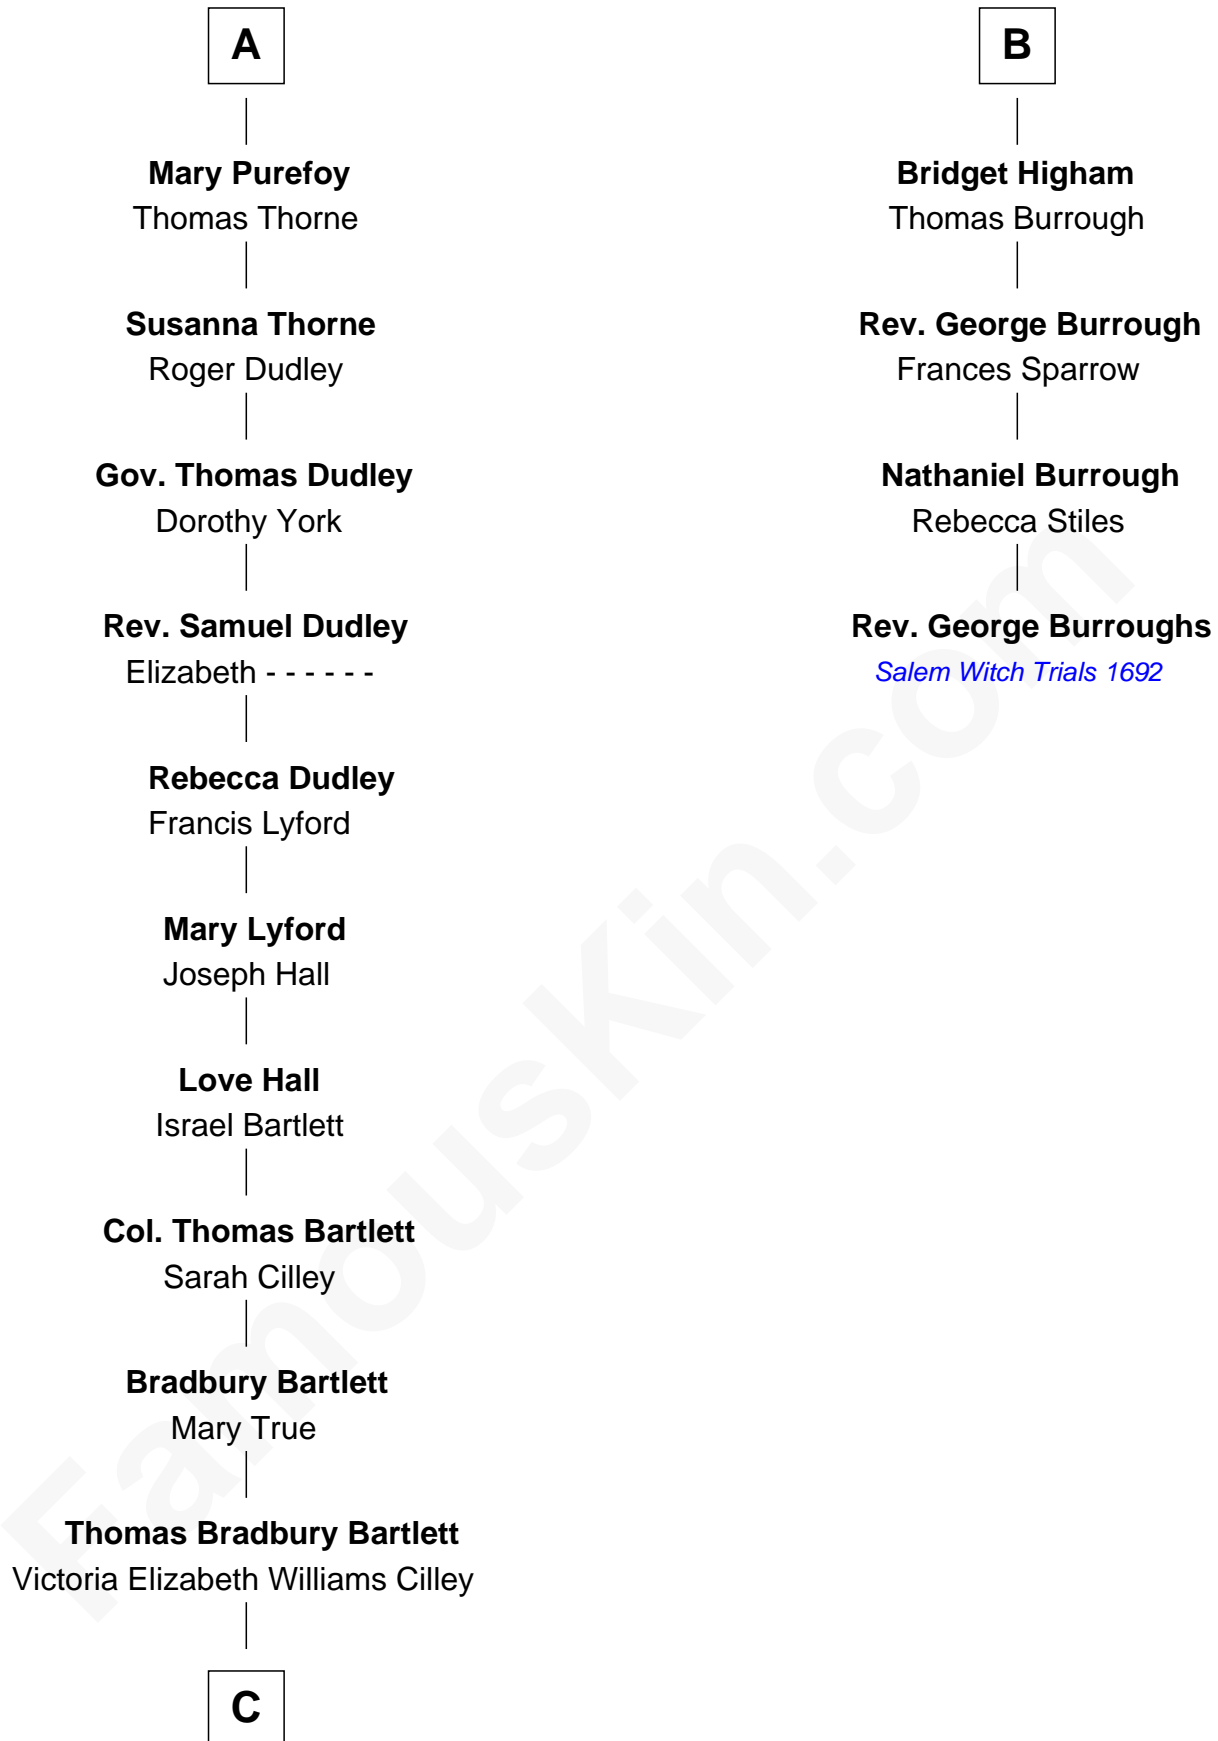 A
Mary Purefoy
Thomas Thorne
Susanna Thorne
Roger Dudley
Gov. Thomas Dudley
Dorothy York
Rev. Samuel Dudley
Elizabeth - - - - - -
Rebecca Dudley
Francis Lyford
Mary Lyford
Joseph Hall
Love Hall
Israel Bartlett
Col. Thomas Bartlett
Sarah Cilley
Bradbury Bartlett
Mary True
Thomas Bradbury Bartlett
Victoria Elizabeth Williams Cilley
C
B
Bridget Higham
Thomas Burrough
Rev. George Burrough
Frances Sparrow
Nathaniel Burrough
Rebecca Stiles
Rev. George Burroughs
Salem Witch Trials 1692
FamousKin.com